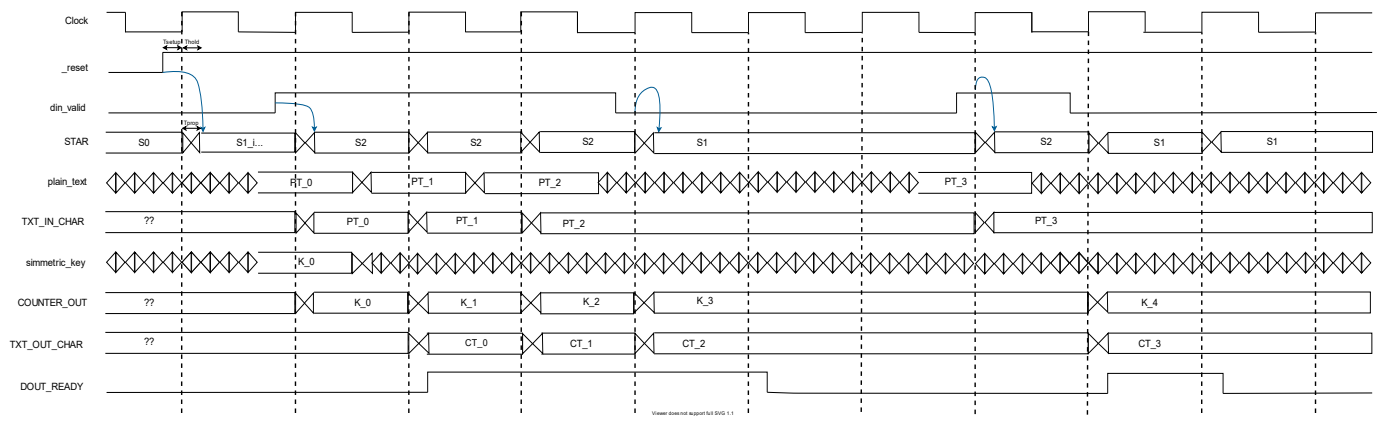 Clock
Tsetup Thold
_reset
din_valid
Tprop
STAR S0 S1_i... S2 S2 S2 S1 S2 S1 S1
plain_text PT_0 PT_1 PT_2 PT_3
TXT_IN_CHAR ?? PT_0 PT_1 PT_2 PT_3
simmetric_key K_0
COUNTER_OUT ?? K_0 K_1 K_2 K_3 K_4
TXT_OUT_CHAR ?? CT_0 CT_1 CT_2 CT_3
DOUT_READY
Viewer does not support full SVG 1.1